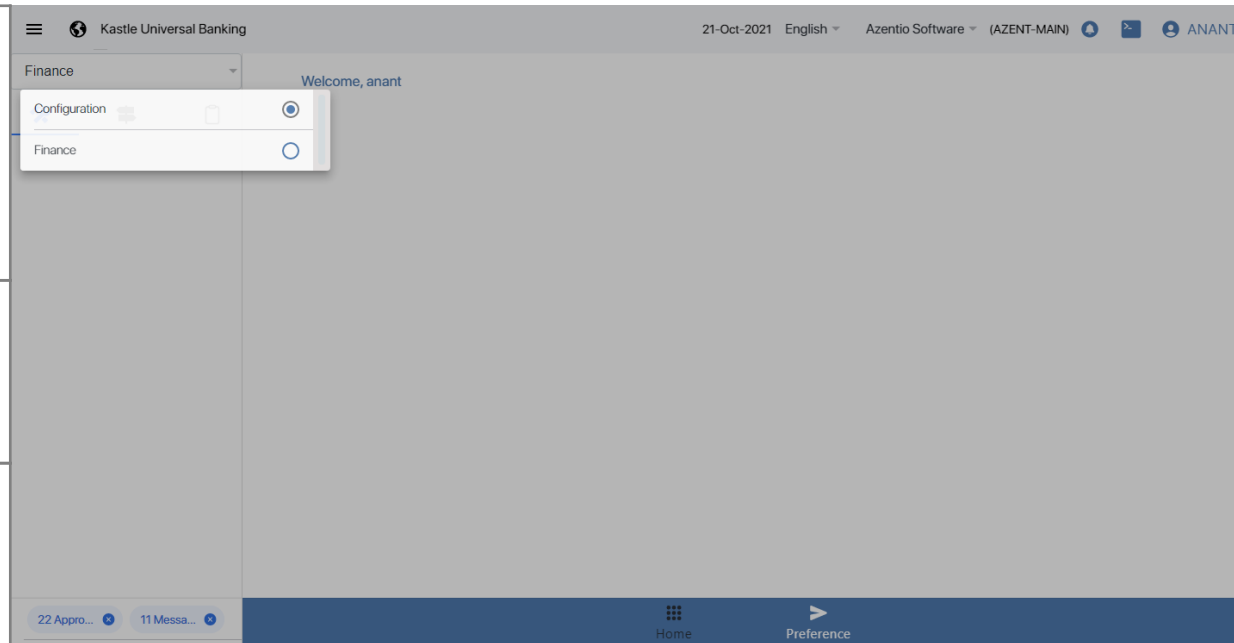 Kastle Universal Banking
21-Oct-2021 English Azentio Software (AZENT-MAIN) ANANT
Finance
Welcome, anant
Configuration
Finance
22 Appro... 11 Messa...
Home Preference